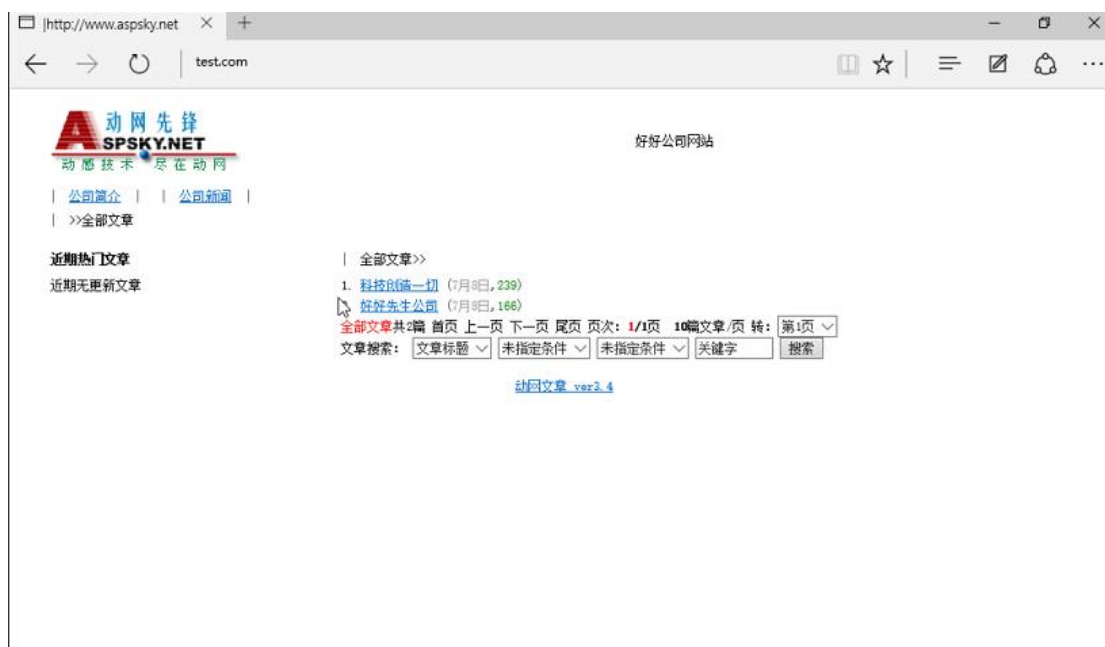 |http://www.aspsky.net
test.com
动网先锋
ASPSKY.NET
动感技术 尽在动网
好好公司网站
| 公司简介 | | 公司新闻 |
| >>全部文章
近期热门文章
近期无更新文章
| 全部文章>>
1. 科技创造一切 (7月8日,239)
好好先生公司 (7月8日,166)
全部文章共2篇 首页 上一页 下一页 尾页 页次: 1/1页 10篇文章/页 转: 第1页
文章搜索: 文章标题 未指定条件 未指定条件 关键字 搜索
动网文章 ver3.4